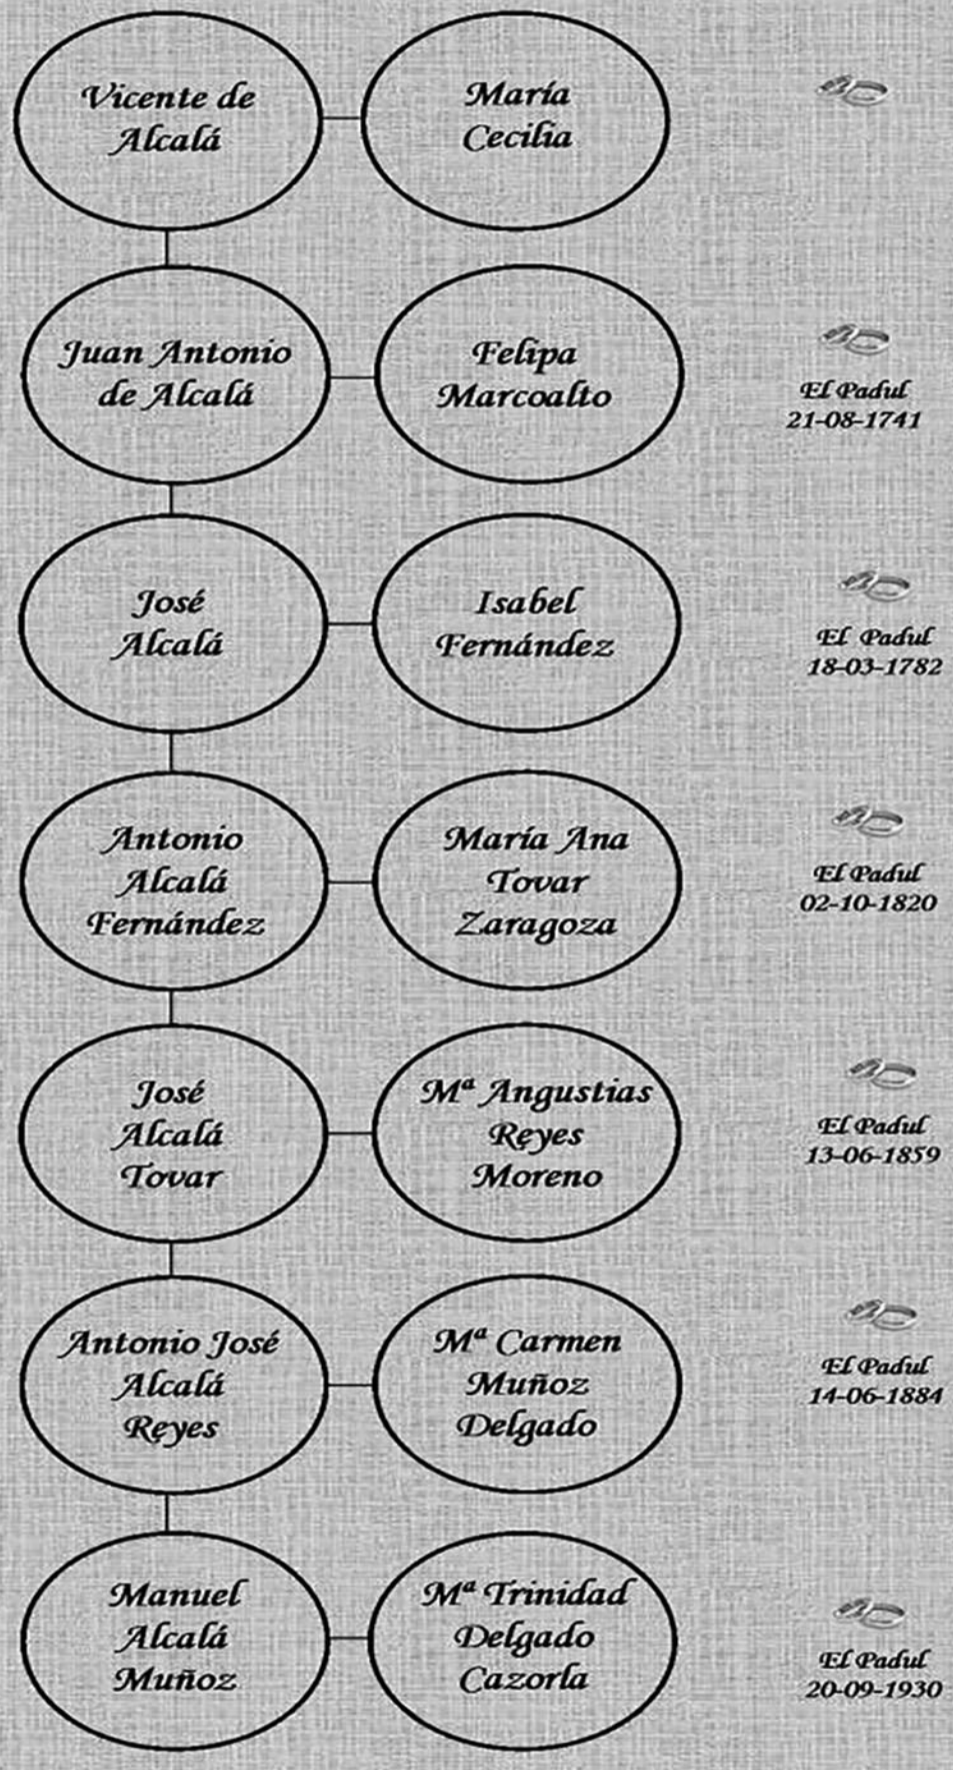 Vicente de
Alcalá
María
Cecilia
Juan Antonio
de Alcalá
Felipa
Marcoalto
El Padul
21-08-1741
José
Alcalá
Isabel
Fernández
El Padul
18-03-1782
Antonio
Alcalá
Fernández
María Ana
Tovar
Zaragoza
El Padul
02-10-1820
José
Alcalá
Tovar
Mª Angustias
Reyes
Moreno
El Padul
13-06-1859
Antonio José
Alcalá
Reyes
Mª Carmen
Muñoz
Delgado
El Padul
14-06-1884
Manuel
Alcalá
Muñoz
Mª Trinidad
Delgado
Cazorla
El Padul
20-09-1930